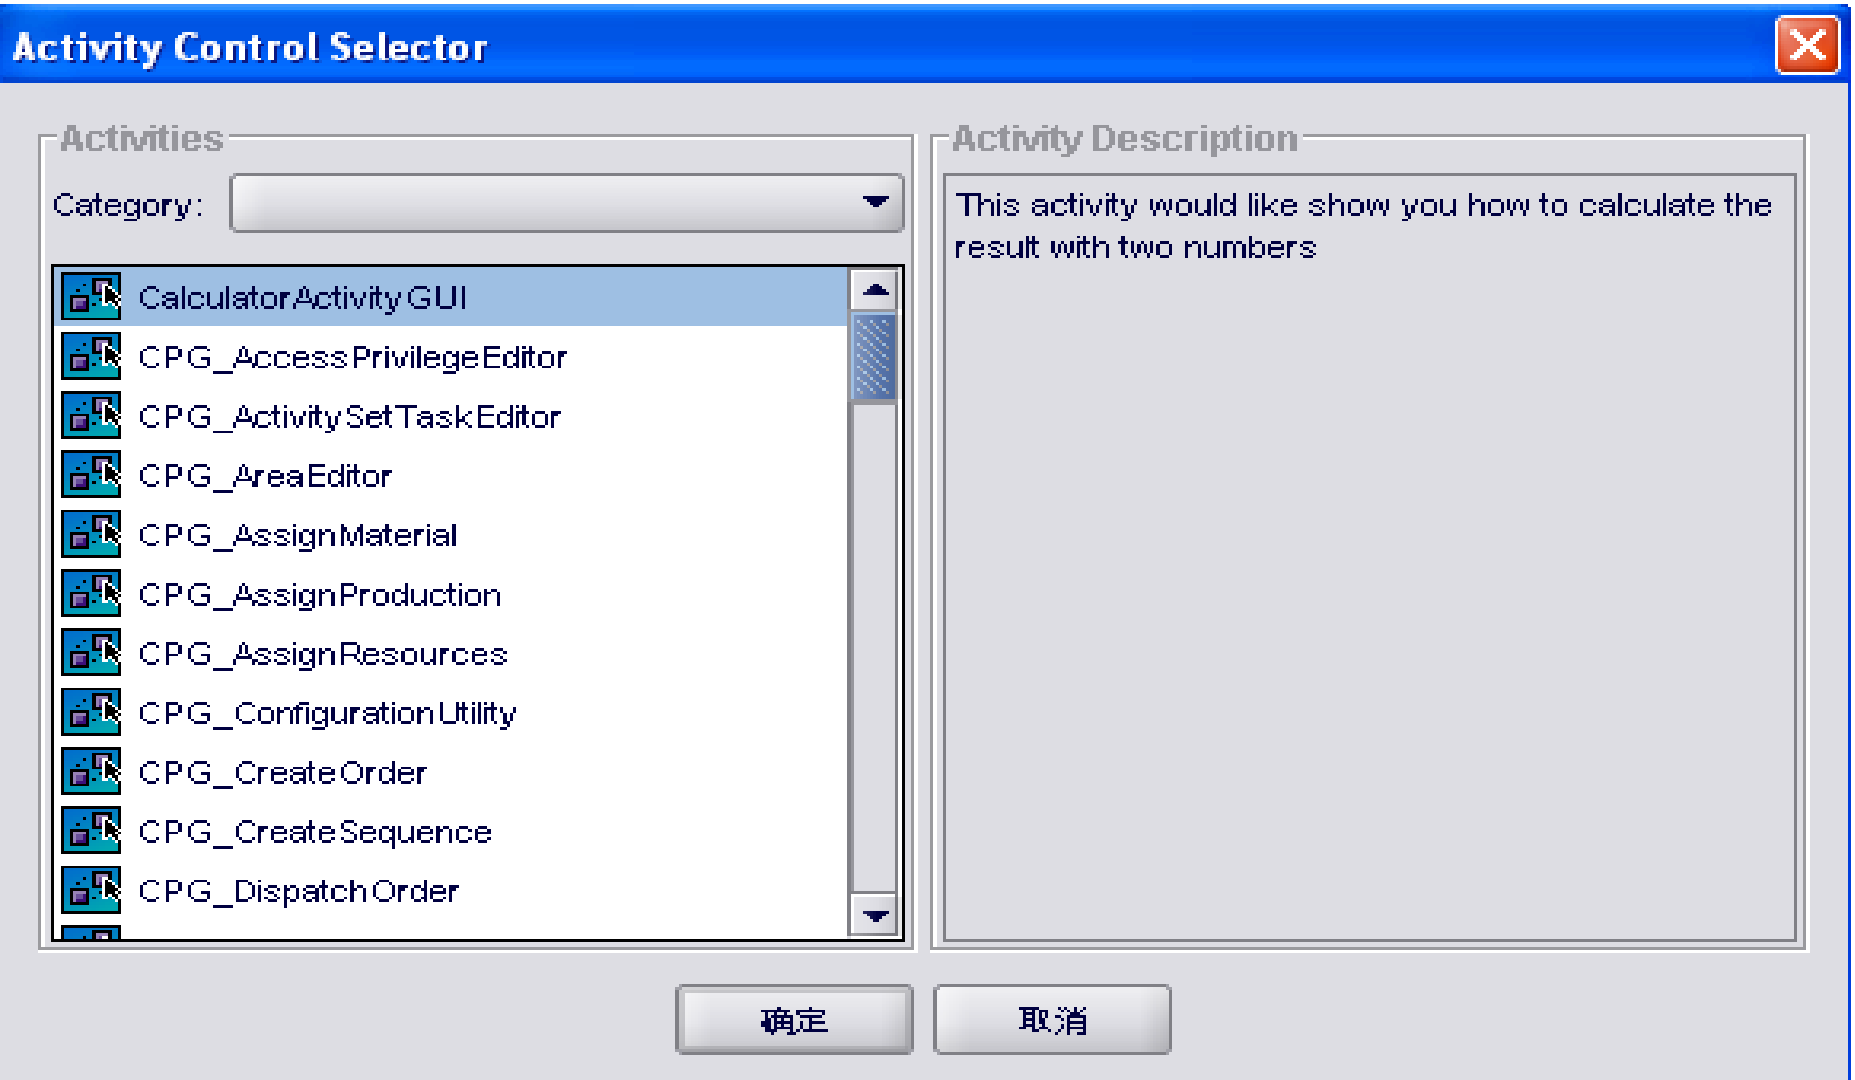 Activity Control Selector
Activities
Category:
CalculatorActivityGUI
CPG_AccessPrivilegeEditor
CPG_ActivitySetTaskEditor
CPG_AreaEditor
CPG_AssignMaterial
CPG_AssignProduction
CPG_AssignResources
CPG_ConfigurationUtility
CPG_CreateOrder
CPG_CreateSequence
CPG_DispatchOrder
Activity Description
This activity would like show you how to calculate the
result with two numbers
确定
取消